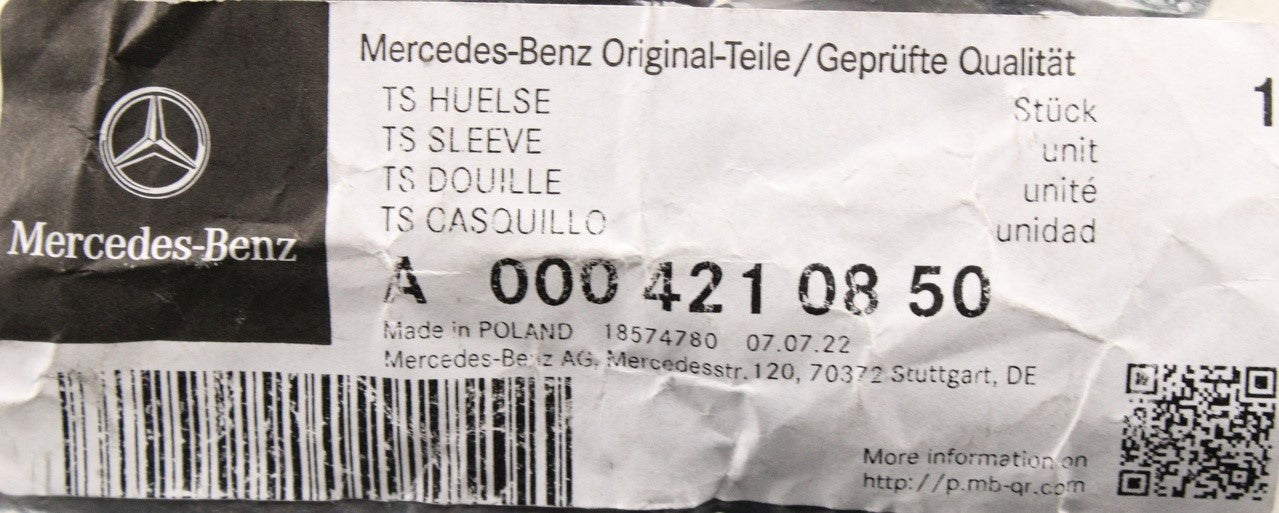 Mercedes-Benz
Mercedes-Benz Original-Teile/Geprüfte Qualität
TS HUELSE Stück 1
TS SLEEVE unit
TS DOUILLE unité
TS CASQUILLO unidad
A 000 421 08 50
Made in POLAND 18574780 07.07.22
Mercedes-Benz AG. Mercedesstr.120, 70372 Stuttgart, DE
More information on
http://p.mb-qr.com